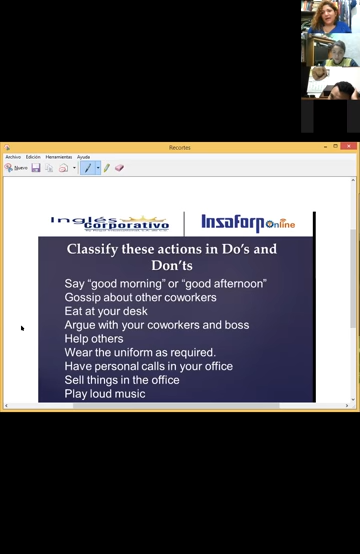 Recortes
Archivo Edición Herramientas Ayuda
Nuevo
Inglés
corporativo
Insaforp online
Classify these actions in Do's and
Don'ts
Say “good morning” or “good afternoon”
Gossip about other coworkers
Eat at your desk
Argue with your coworkers and boss
Help others
Wear the uniform as required.
Have personal calls in your office
Sell things in the office
Play loud music